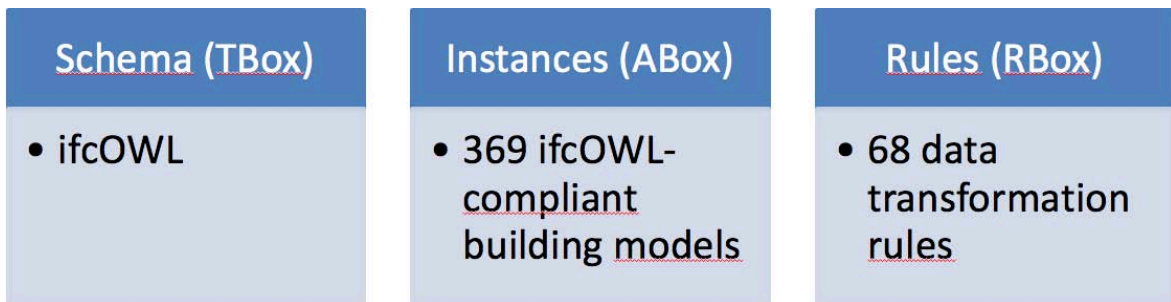 Schema (TBox)
• ifcOWL
Instances (ABox)
• 369 ifcOWL-
compliant
building models
Rules (RBox)
• 68 data
transformation
rules